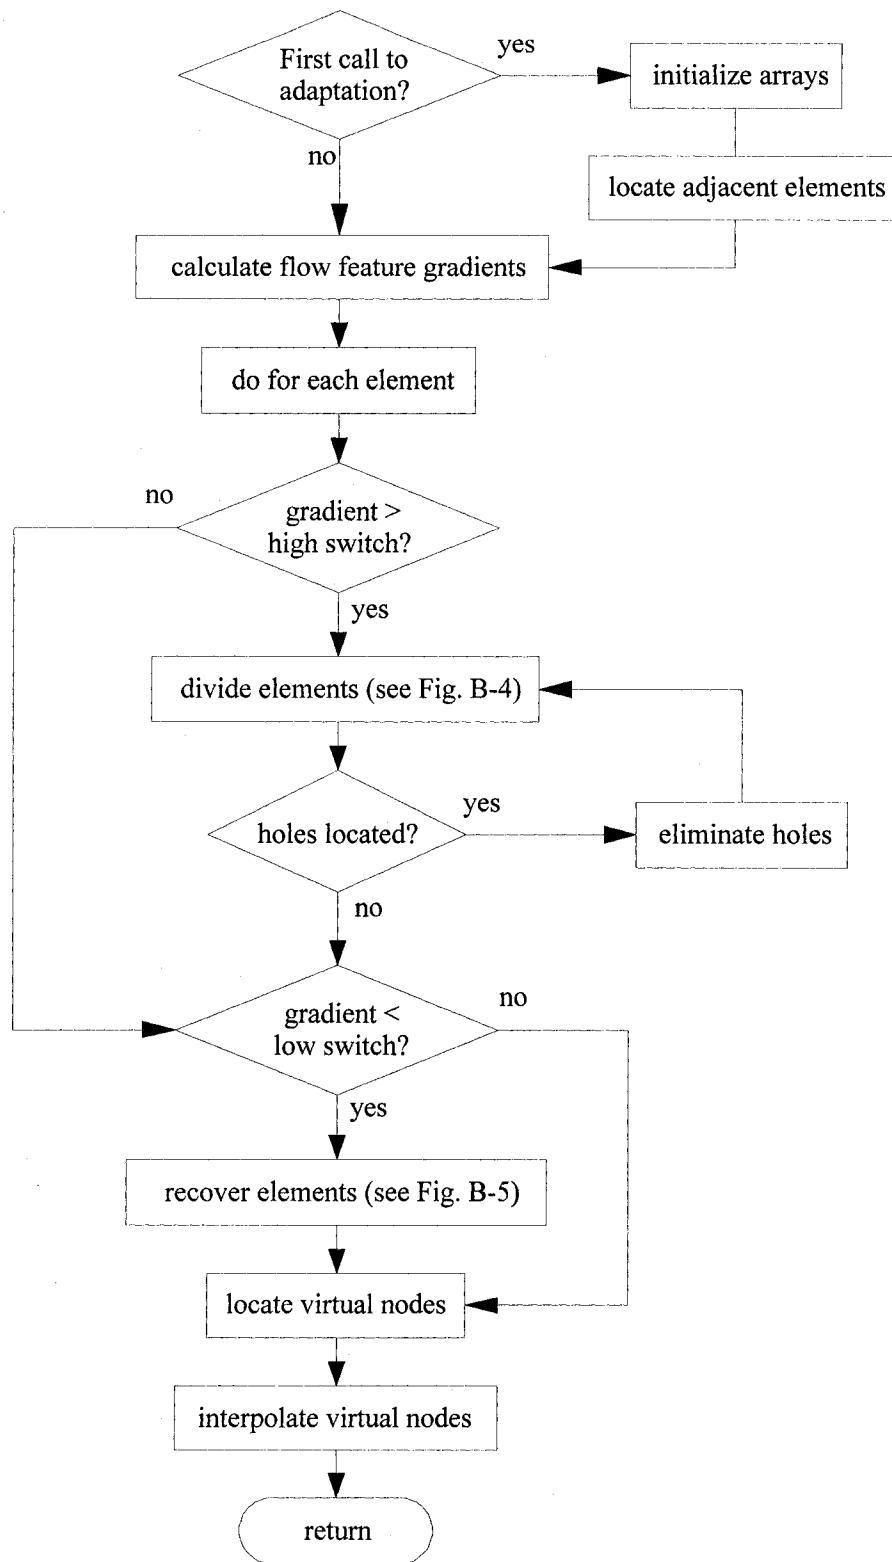 First call to
adaptation?
yes
initialize arrays
no
locate adjacent elements
calculate flow feature gradients
do for each element
no
gradient >
high switch?
yes
divide elements (see Fig. B-4)
holes located?
yes
eliminate holes
no
gradient <
low switch?
no
yes
recover elements (see Fig. B-5)
locate virtual nodes
interpolate virtual nodes
return